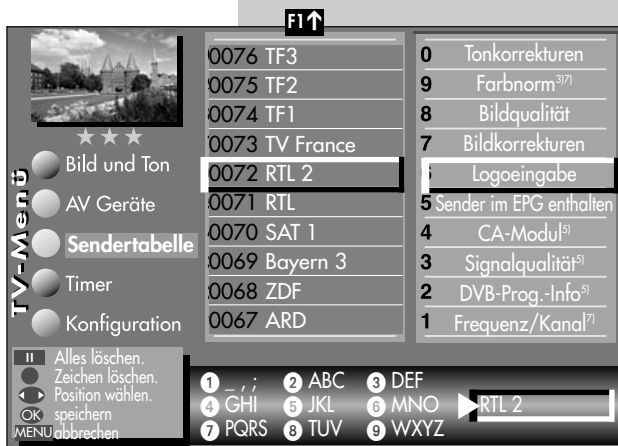 F1↑
TV-Menü
Bild und Ton
AV Geräte
Sendertabelle
Timer
Konfiguration
0076 TF3
0075 TF2
0074 TF1
0073 TV France
0072 RTL 2
0071 RTL
0070 SAT 1
0069 Bayern 3
0068 ZDF
0067 ARD
0 Tonkorrekturen
9 Farbnorm3)7)
8 Bildqualität
7 Bildkorrekturen
6 Logoeingabe
5 Sender im EPG enthalten
4 CA-Modul5)
3 Signalqualität5)
2 DVB-Prog.-Info5)
1 Frequenz/Kanal7)
II Alles löschen.
Zeichen löschen.
Position wählen.
OK speichern
MENU abbrechen
1 _ , ; 2 ABC 3 DEF
4 GHI 5 JKL 6 MNO
7 PQRS 8 TUV 9 WXYZ
RTL 2